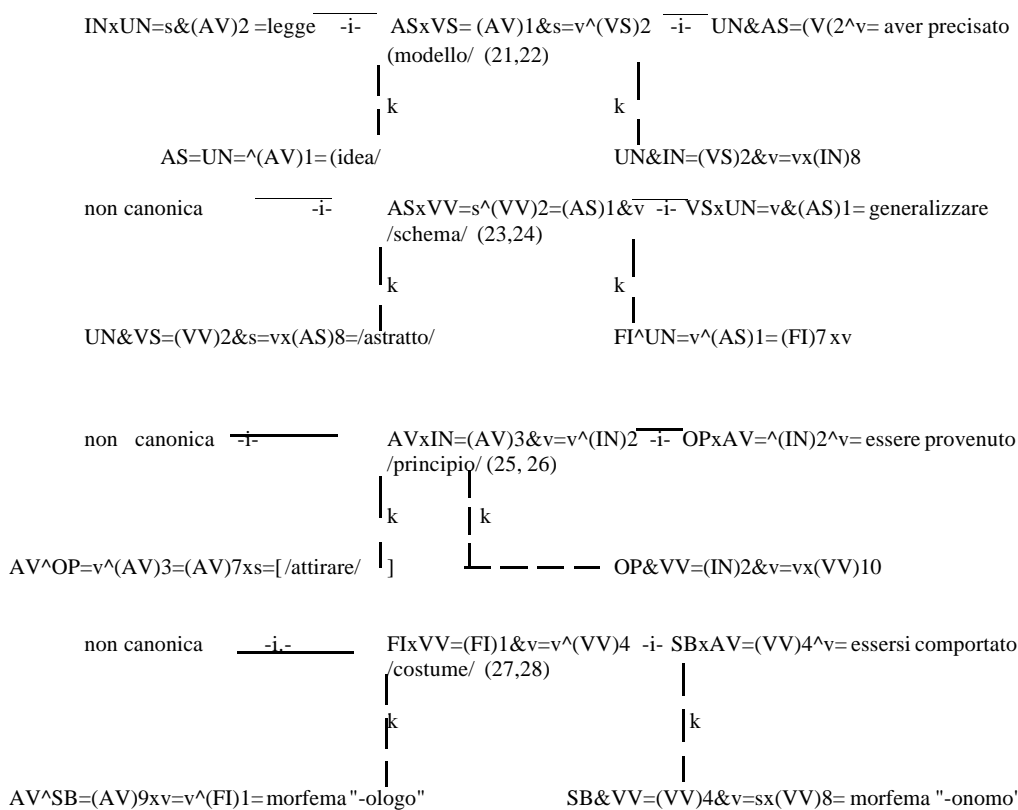 INxUN=s&(AV)2 =legge -i- ASxVS= (AV)1&s=v^(VS)2 -i- UN&AS=(V(2^v= aver precisato
(modello/ (21,22)
k k
AS=UN=^(AV)1= (idea/ UN&IN=(VS)2&v=vx(IN)8
non canonica -i- ASxVV=s^(VV)2=(AS)1&v -i- VSxUN=v&(AS)1= generalizzare
/schema/ (23,24)
k k
UN&VS=(VV)2&s=vx(AS)8=/astratto/ FI^UN=v^(AS)1= (FI)7 xv
non canonica -i- AVxIN=(AV)3&v=v^(IN)2 -i- OPxAV=^(IN)2^v= essere provenuto
/principio/ (25, 26)
k k
AV^OP=v^(AV)3=(AV)7xs=[ /attirare/ ] OP&VV=(IN)2&v=vx(VV)10
non canonica -i.- FIxVV=(FI)1&v=v^(VV)4 -i- SBxAV=(VV)4^v= essersi comportato
/costume/ (27,28)
k k
AV^SB=(AV)9xv=v^(FI)1= morfema "-ologo" SB&VV=(VV)4&v=sx(VV)8= morfema "-onomo'